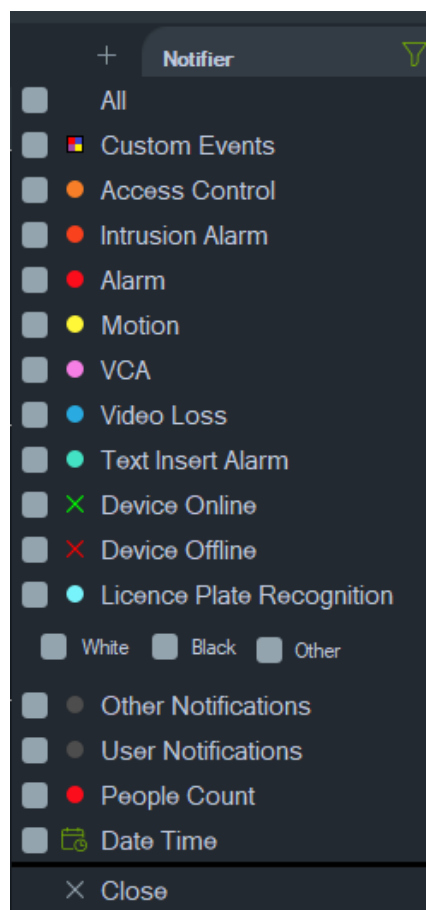 Notifier
All
Custom Events
Access Control
Intrusion Alarm
Alarm
Motion
VCA
Video Loss
Text Insert Alarm
Device Online
Device Offline
Licence Plate Recognition
White Black Other
Other Notifications
User Notifications
People Count
Date Time
Close